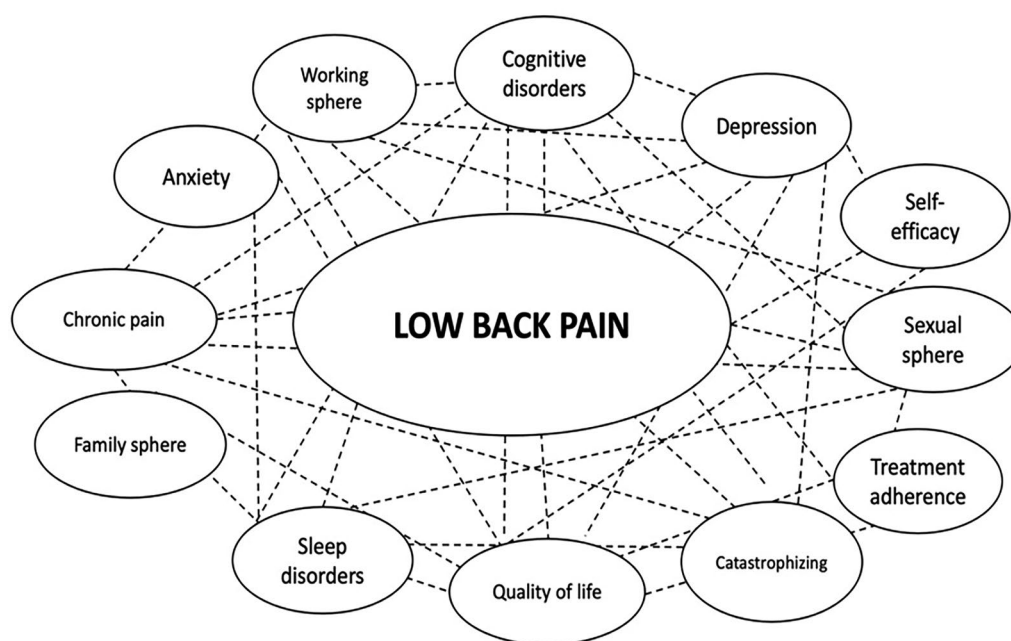 Working
sphere
Cognitive
disorders
Depression
Anxiety
Self-
efficacy
Chronic pain
LOW BACK PAIN
Sexual
sphere
Family sphere
Treatment
adherence
Sleep
disorders
Quality of life
Catastrophizing